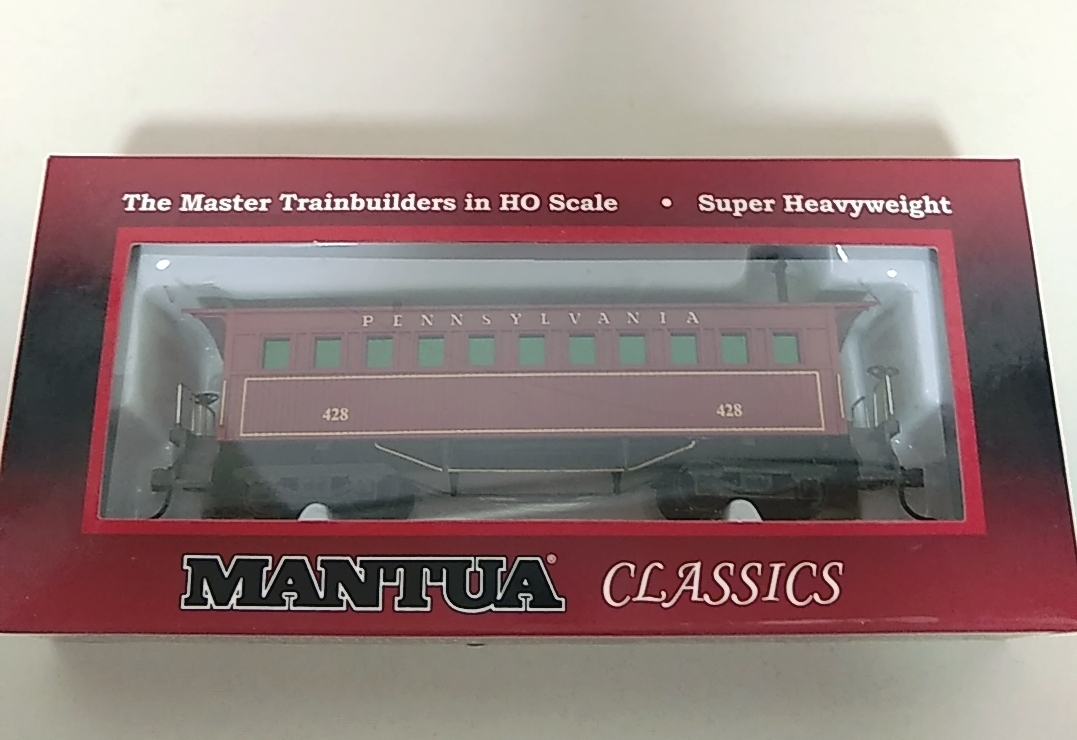 The Master Trainbuilders in HO Scale • Super Heavyweight
PENNSYLVANIA
428 428
MANTUA® CLASSICS